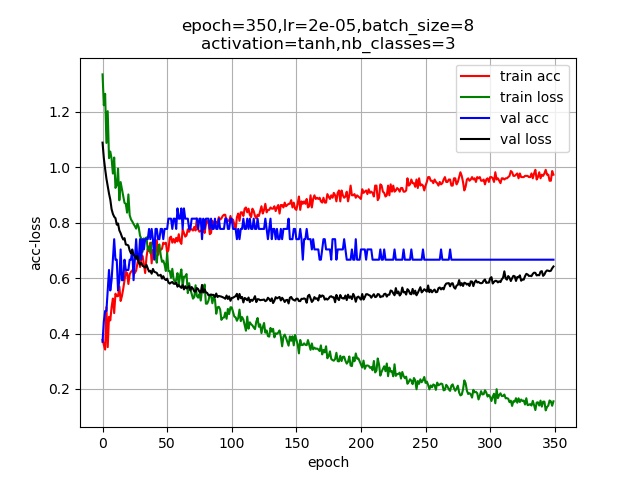 epoch=350,lr=2e-05,batch_size=8
activation=tanh,nb_classes=3
train acc
train loss
val acc
val loss
acc-loss
1.2
1.0
0.8
0.6
0.4
0.2
0 50 100 150 200 250 300 350
epoch